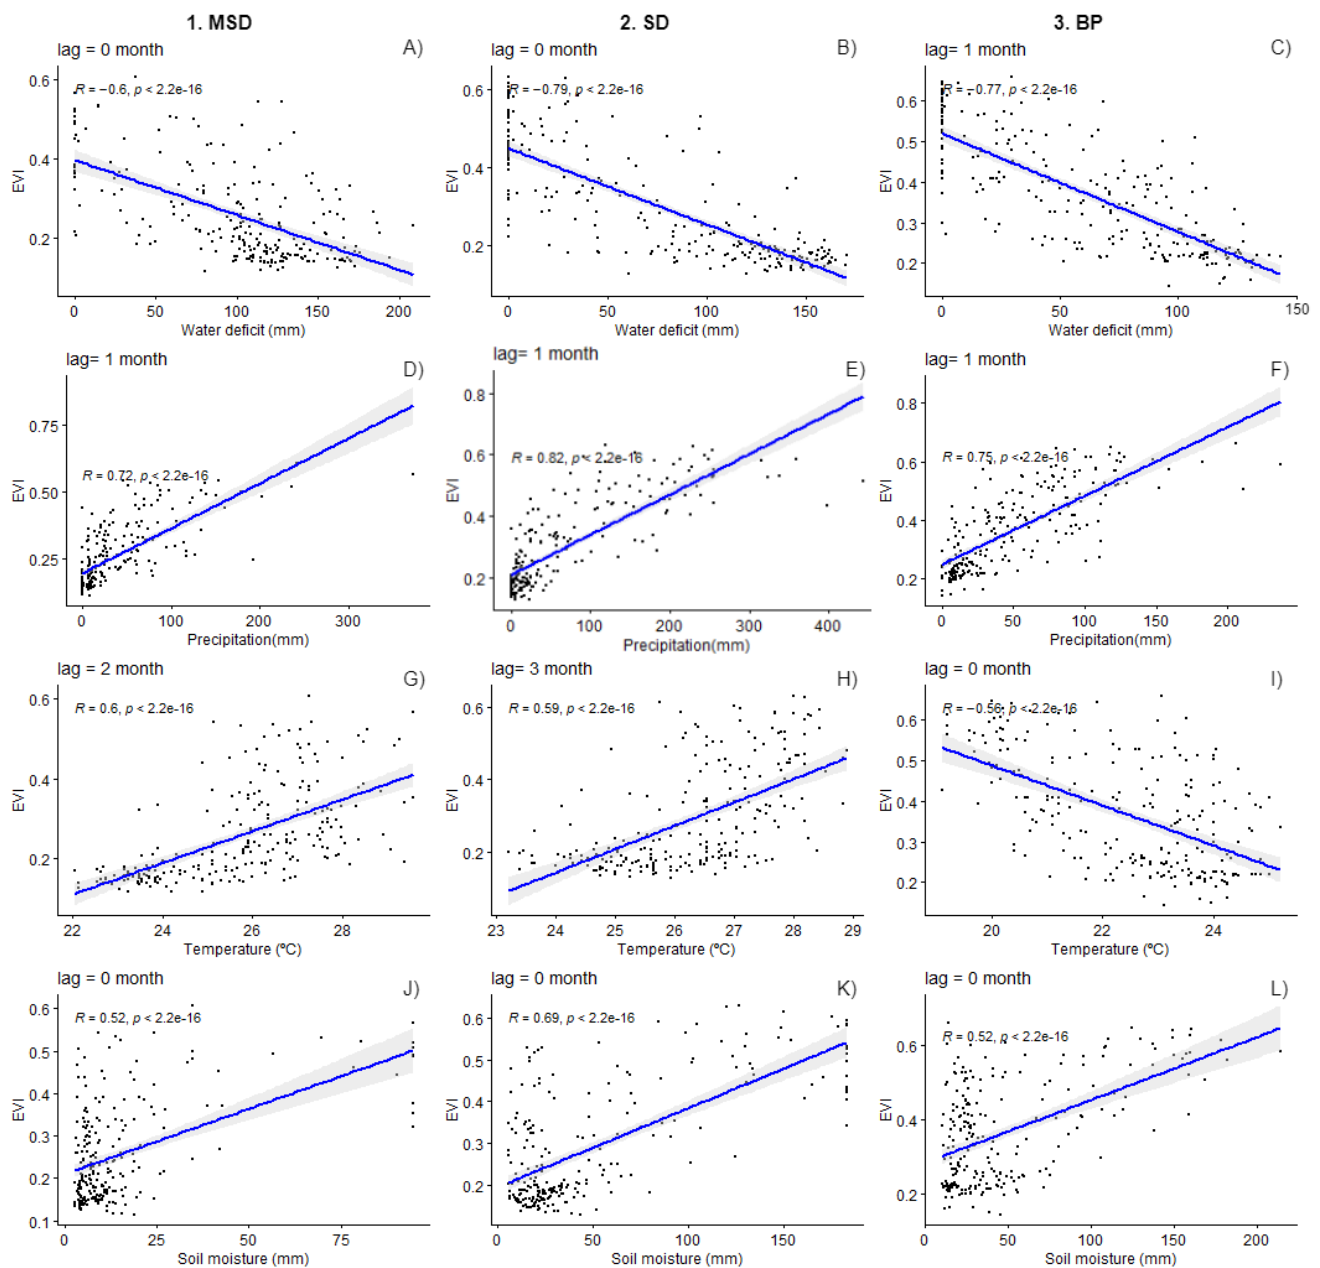 1. MSD
2. SD
3. BP
lag = 0 month
A)
lag = 0 month
B)
lag= 1 month
C)
R = −0.6, p < 2.2e-16
R = −0.79, p < 2.2e-16
R = −0.77, p < 2.2e-16
EVI
0.6
0.4
0.2
0 50 100 150 200
Water deficit (mm)
EVI
0.6
0.4
0.2
0 50 100 150
Water deficit (mm)
EVI
0.6
0.5
0.4
0.3
0.2
0 50 100 150
Water deficit (mm)
lag= 1 month
D)
lag= 1 month
E)
lag= 1 month
F)
R = 0.72, p < 2.2e-16
R = 0.82, p < 2.2e-16
R = 0.75, p < 2.2e-16
EVI
0.75
0.50
0.25
0 100 200 300
Precipitation(mm)
EVI
0.8
0.6
0.4
0.2
0 100 200 300 400
Precipitation(mm)
EVI
0.8
0.6
0.4
0.2
0 50 100 150 200
Precipitation(mm)
lag = 2 month
G)
lag= 3 month
H)
lag = 0 month
I)
R = 0.6, p < 2.2e-16
R = 0.59, p < 2.2e-16
R = −0.56, p < 2.2e-16
EVI
0.6
0.4
0.2
22 24 26 28
Temperature (ºC)
EVI
0.6
0.4
0.2
23 24 25 26 27 28 29
Temperature (ºC)
EVI
0.6
0.5
0.4
0.3
0.2
20 22 24
Temperature (ºC)
lag = 0 month
J)
lag = 0 month
K)
lag = 0 month
L)
R = 0.52, p < 2.2e-16
R = 0.69, p < 2.2e-16
R = 0.52, p < 2.2e-16
EVI
0.6
0.5
0.4
0.3
0.2
0.1
0 25 50 75
Soil moisture (mm)
EVI
0.6
0.5
0.4
0.3
0.2
0 50 100 150
Soil moisture (mm)
EVI
0.6
0.4
0.2
0 50 100 150 200
Soil moisture (mm)